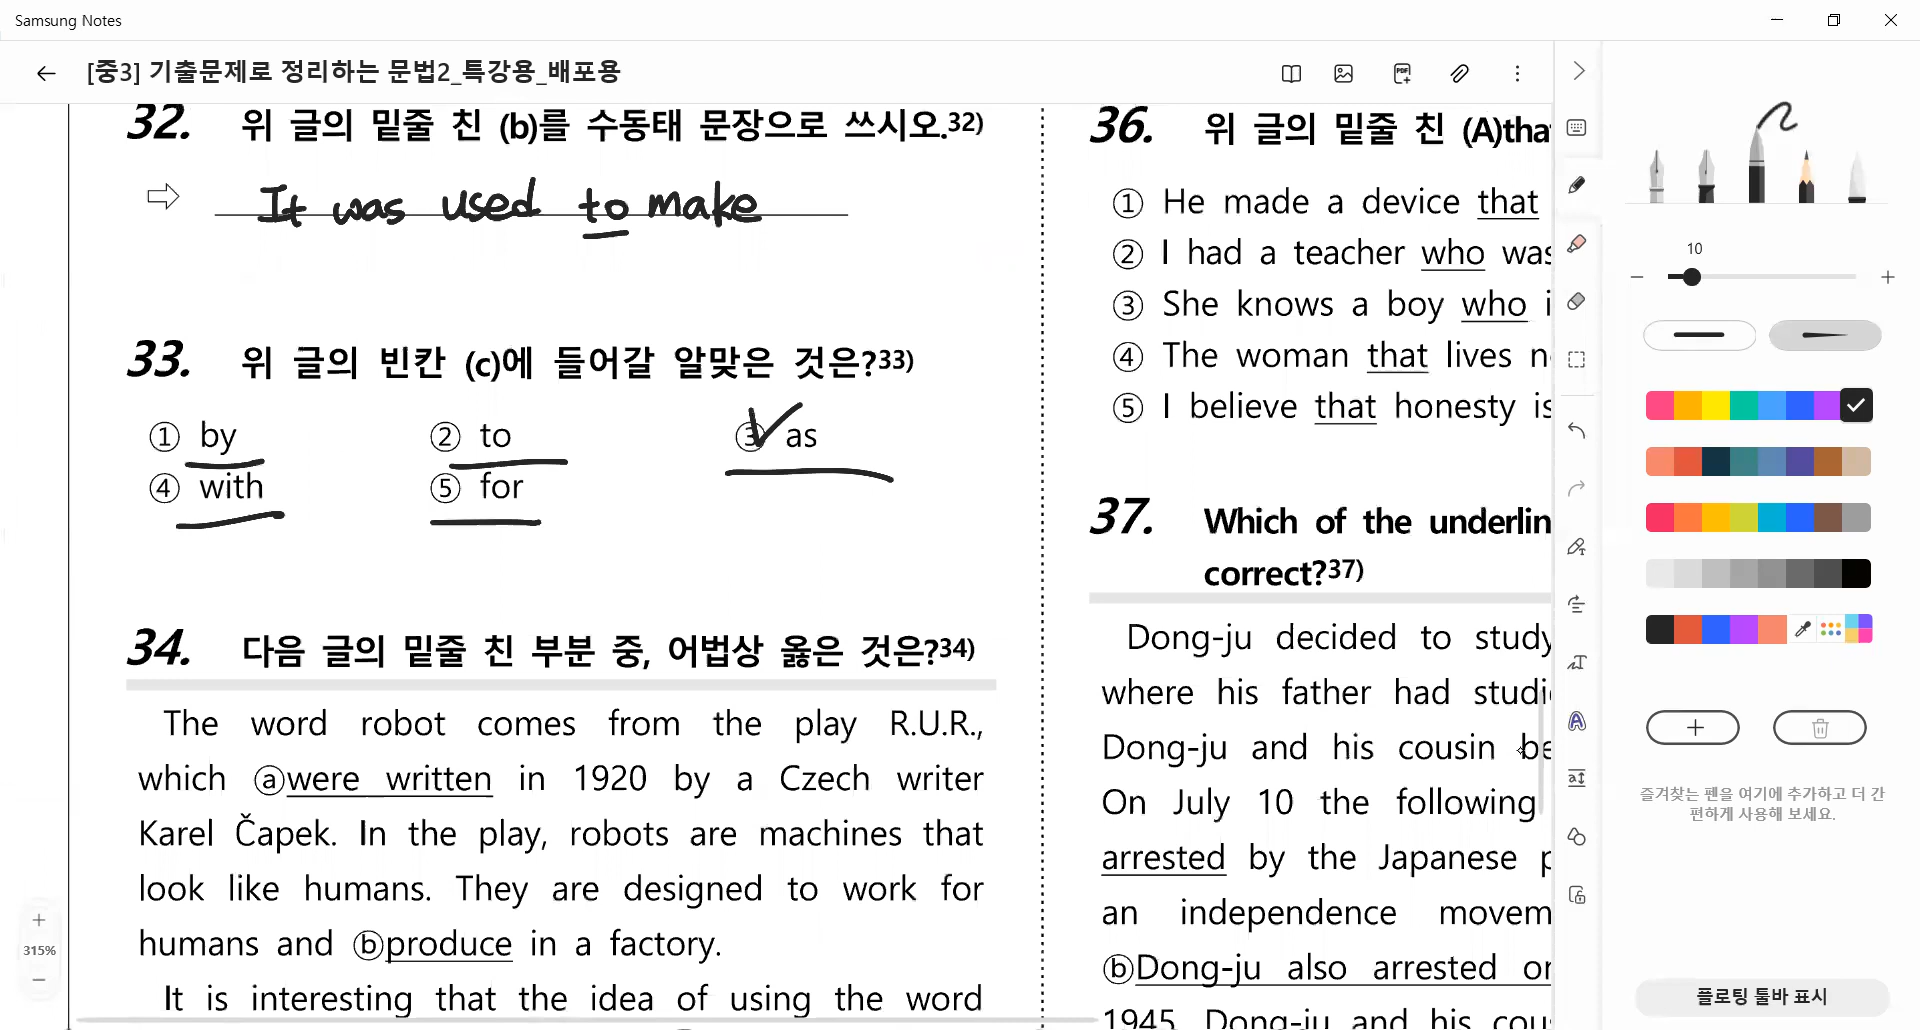 Samsung Notes
[중3] 기출문제로 정리하는 문법2_특강용_배포용
32. 위 글의 밑줄 친 (b)를 수동태 문장으로 쓰시오.32)
⇨ It was used to make
33. 위 글의 빈칸 (c)에 들어갈 알맞은 것은?33)
① by ② to ③ as
④ with ⑤ for
34. 다음 글의 밑줄 친 부분 중, 어법상 옳은 것은?34)
The word robot comes from the play R.U.R.,
which ⓐwere written in 1920 by a Czech writer
Karel Čapek. In the play, robots are machines that
look like humans. They are designed to work for
humans and ⓑproduce in a factory.
It is interesting that the idea of using the word
36. 위 글의 밑줄 친 (A)tha
① He made a device that
② I had a teacher who was
③ She knows a boy who i
④ The woman that lives n
⑤ I believe that honesty is
37. Which of the underlin
correct?37)
Dong-ju decided to study
where his father had studi
Dong-ju and his cousin be
On July 10 the following
arrested by the Japanese p
an independence movem
ⓑDong-ju also arrested or
1945, Dong-ju and his cou
10
즐겨찾는 펜을 여기에 추가하고 더 간
편하게 사용해 보세요.
플로팅 툴바 표시
315%